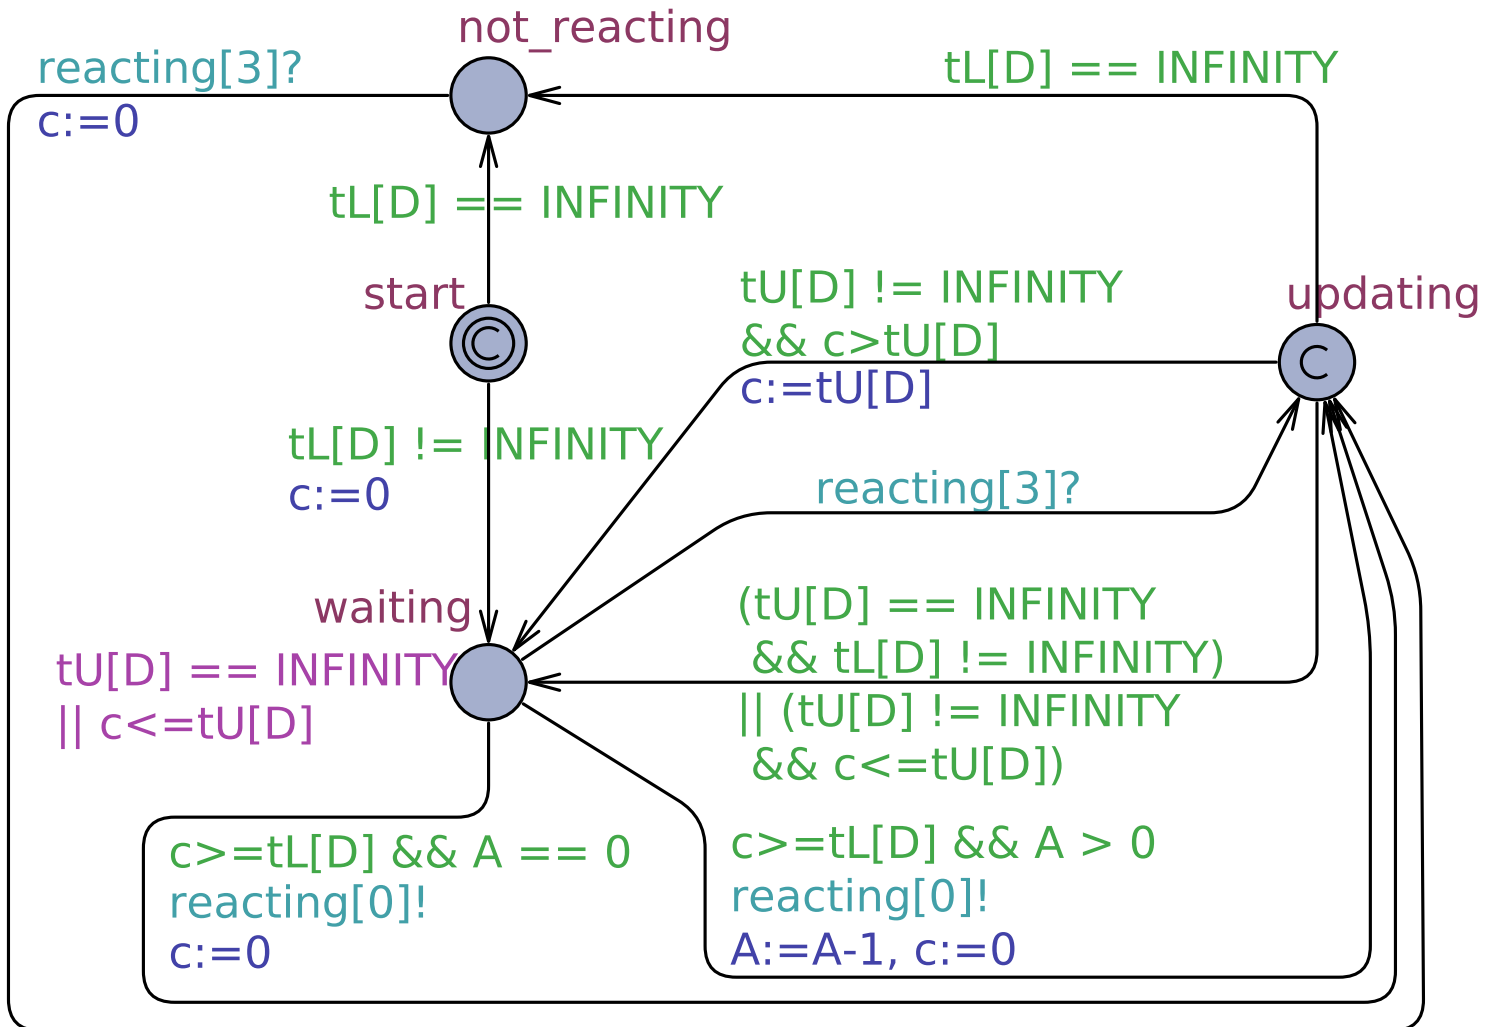 not_reacting
reacting[3]?
c:=0
tL[D] == INFINITY
tL[D] == INFINITY
start
C
tU[D] != INFINITY
&& c>tU[D]
c:=tU[D]
updating
C
tL[D] != INFINITY
c:=0
reacting[3]?
waiting
tU[D] == INFINITY
|| c<=tU[D]
(tU[D] == INFINITY
&& tL[D] != INFINITY)
|| (tU[D] != INFINITY
&& c<=tU[D])
c>=tL[D] && A == 0
reacting[0]!
c:=0
c>=tL[D] && A > 0
reacting[0]!
A:=A-1, c:=0